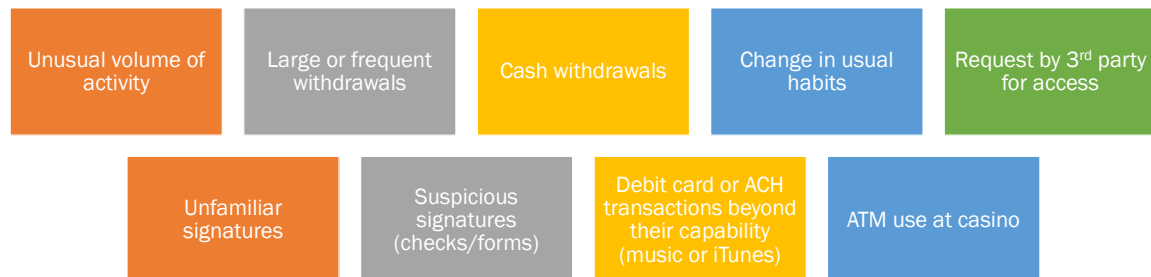 Unusual volume of
activity
Large or frequent
withdrawals
Cash withdrawals
Change in usual
habits
Request by 3rd party
for access
Unfamiliar
signatures
Suspicious
signatures
(checks/forms)
Debit card or ACH
transactions beyond
their capability
(music or iTunes)
ATM use at casino